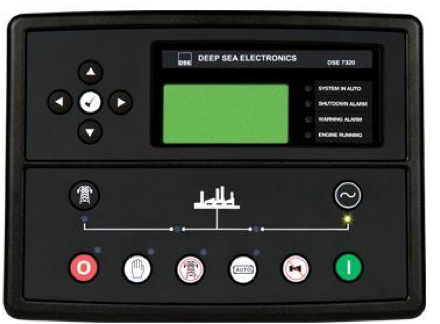 DSE DEEP SEA ELECTRONICS DSE 7320
SYSTEM IN AUTO
SHUTDOWN ALARM
WARNING ALARM
ENGINE RUNNING
O AUTO I